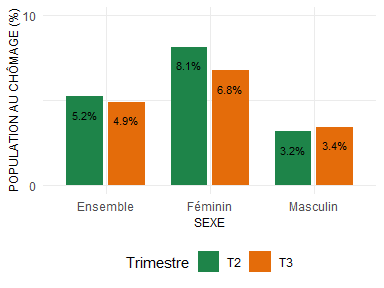 POPULATION AU CHÔMAGE (%)
10
0
5.2%
4.9%
8.1%
6.8%
3.2%
3.4%
Ensemble
Féminin
Masculin
SEXE
Trimestre
T2
T3